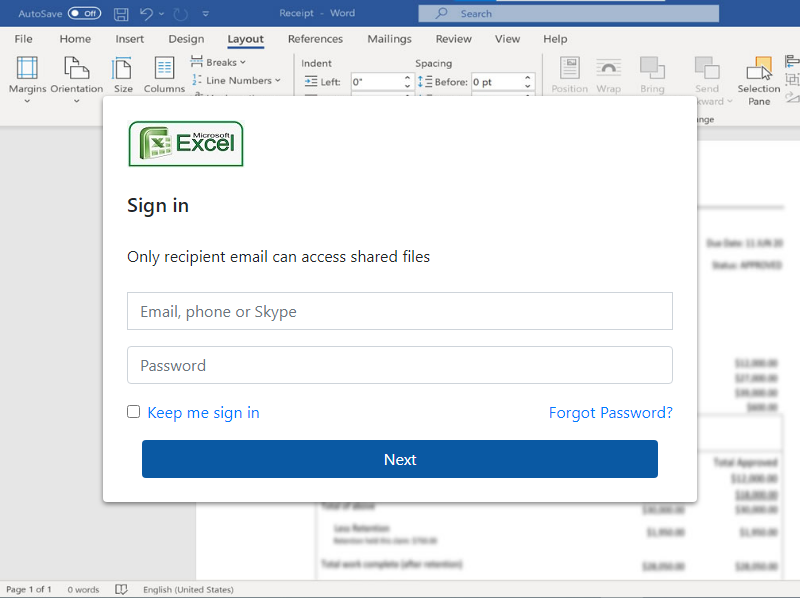 AutoSave Off Receipt - Word Search
File Home Insert Design Layout References Mailings Review View Help
Margins Orientation Size Columns
Breaks
Line Numbers
Indent
Left: 0"
Spacing
Before: 0 pt
Position Wrap Bring Send Selection
Pane
Microsoft
Excel
Sign in
Only recipient email can access shared files
Email, phone or Skype
Password
Keep me sign in Forgot Password?
Next
Due Date: 11 JUN 20
Status: APPROVED
$12,000.00
$27,000.00
$39,000.00
$600.00
Total Approved
$12,000.00
$18,000.00
Total of above $30,000.00 $30,000.00
Less Retention $1,950.00 $1,950.00
Retention held this claim: $750.00
Total work complete (after retention) $28,050.00 $28,050.00
Page 1 of 1 0 words English (United States)